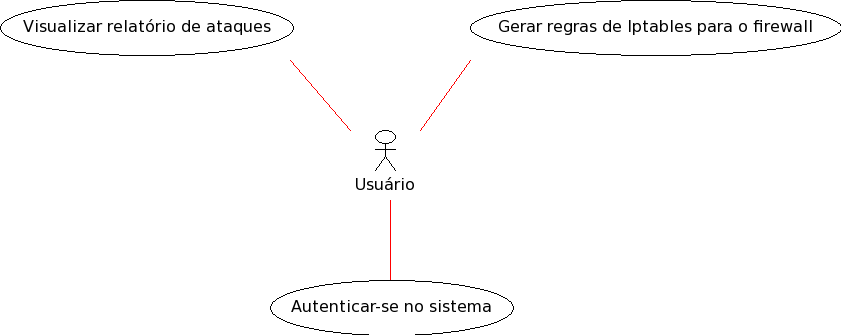 Visualizar relatório de ataques
Gerar regras de Iptables para o firewall
Usuário
Autenticar-se no sistema